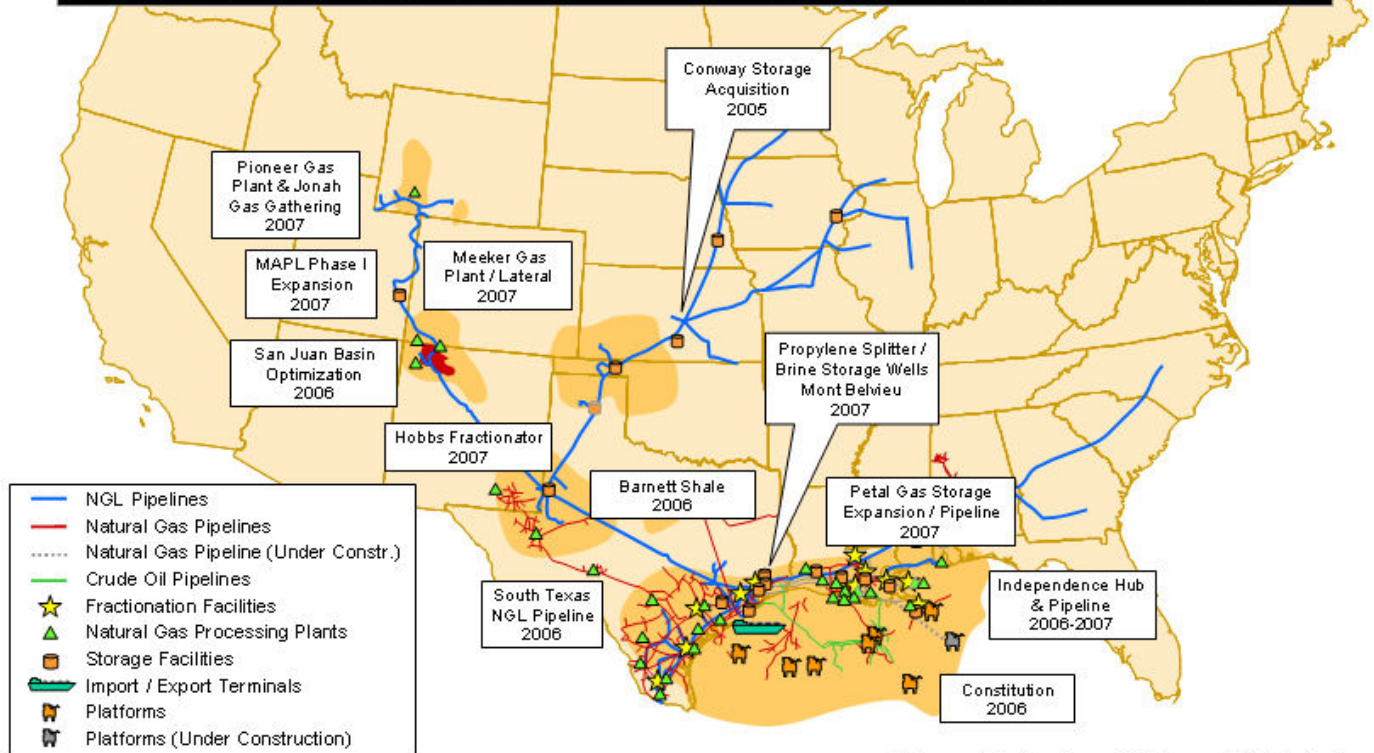 Conway Storage
Acquisition
2005
Pioneer Gas
Plant & Jonah
Gas Gathering
2007
MAPL Phase I
Expansion
2007
Meeker Gas
Plant / Lateral
2007
San Juan Basin
Optimization
2006
Propylene Splitter /
Brine Storage Wells
Mont Belvieu
2007
Hobbs Fractionator
2007
Barnett Shale
2006
Petal Gas Storage
Expansion / Pipeline
2007
South Texas
NGL Pipeline
2006
Independence Hub
& Pipeline
2006-2007
Constitution
2006
NGL Pipelines
Natural Gas Pipelines
Natural Gas Pipeline (Under Constr.)
Crude Oil Pipelines
Fractionation Facilities
Natural Gas Processing Plants
Storage Facilities
Import / Export Terminals
Platforms
Platforms (Under Construction)